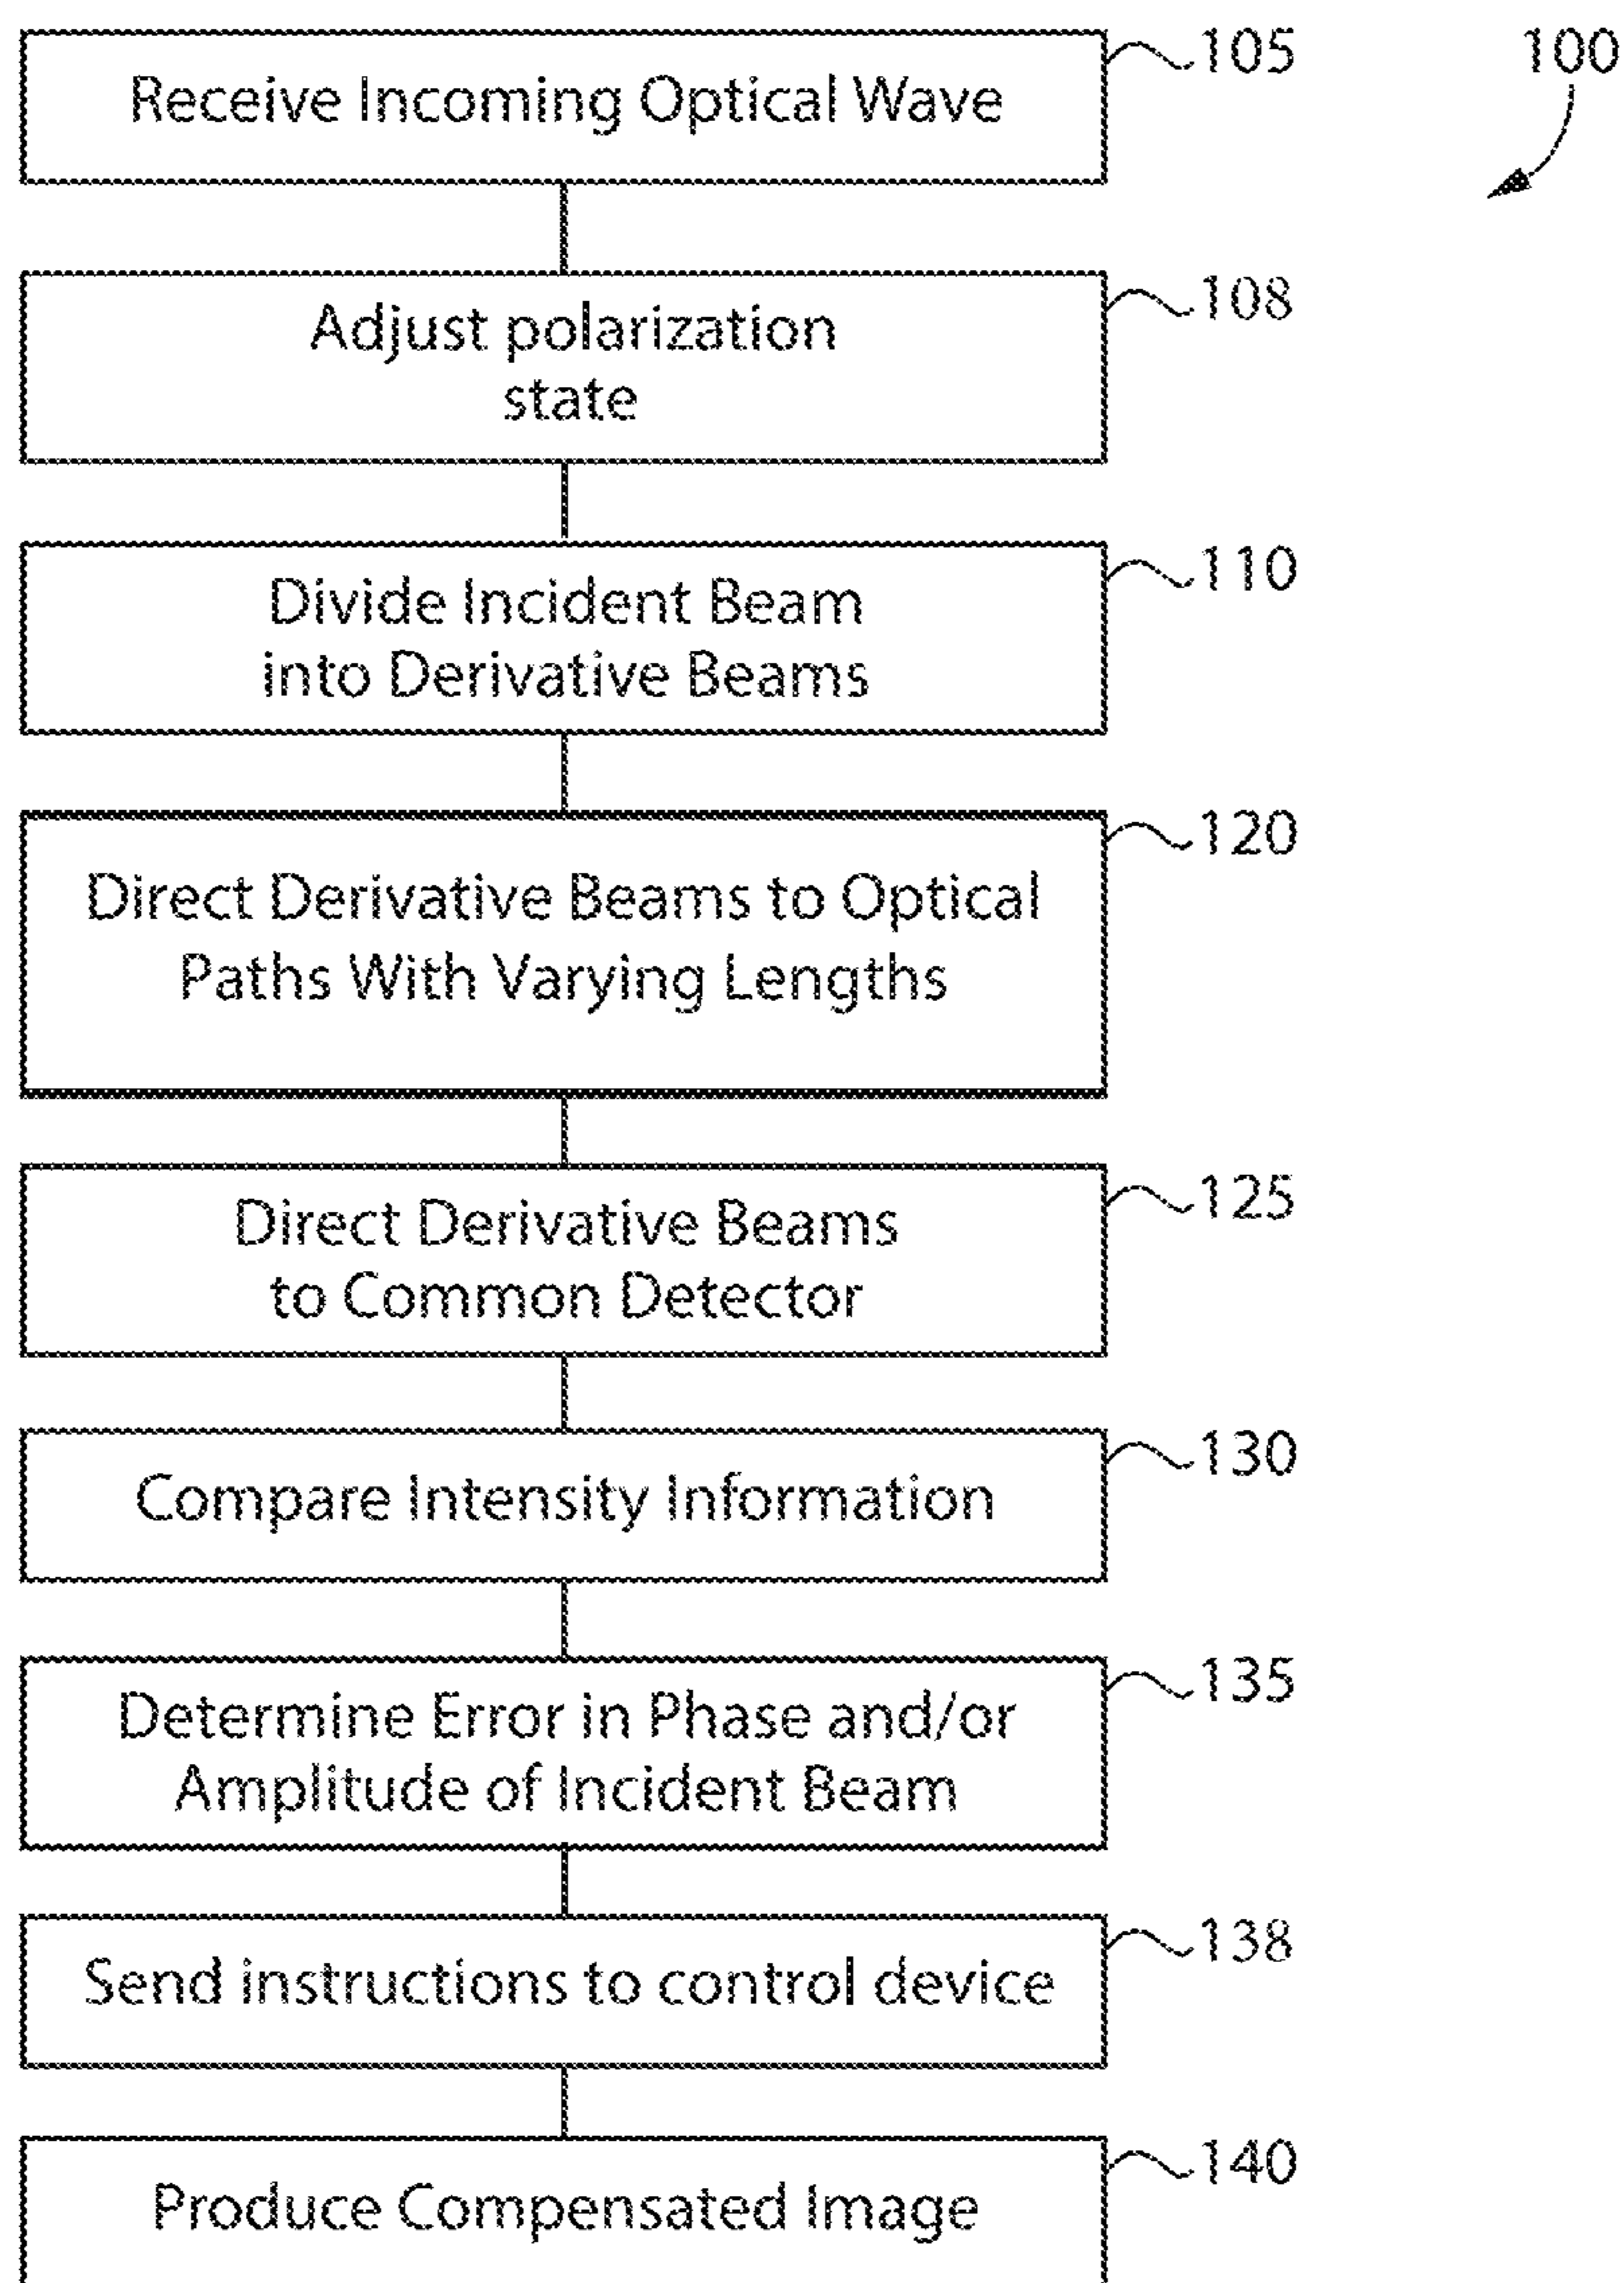 Receive Incoming Optical Wave
105
100
Adjust polarization
state
108
Divide Incident Beam
into Derivative Beams
110
Direct Derivative Beams to Optical
Paths With Varying Lengths
120
Direct Derivative Beams
to Common Detector
125
Compare Intensity Information
130
Determine Error in Phase and/or
Amplitude of Incident Beam
135
Send instructions to control device
138
Produce Compensated Image
140